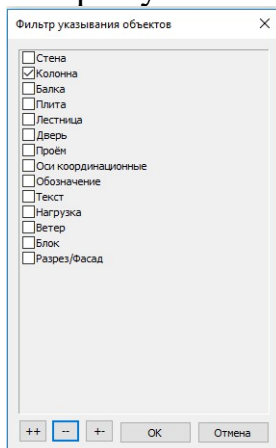 Фильтр указывания объектов
Стена
Колонна
Балка
Плита
Лестница
Дверь
Проём
Оси координационные
Обозначение
Текст
Нагрузка
Ветер
Блок
Разрез/Фасад
++ -- +- OK Отмена